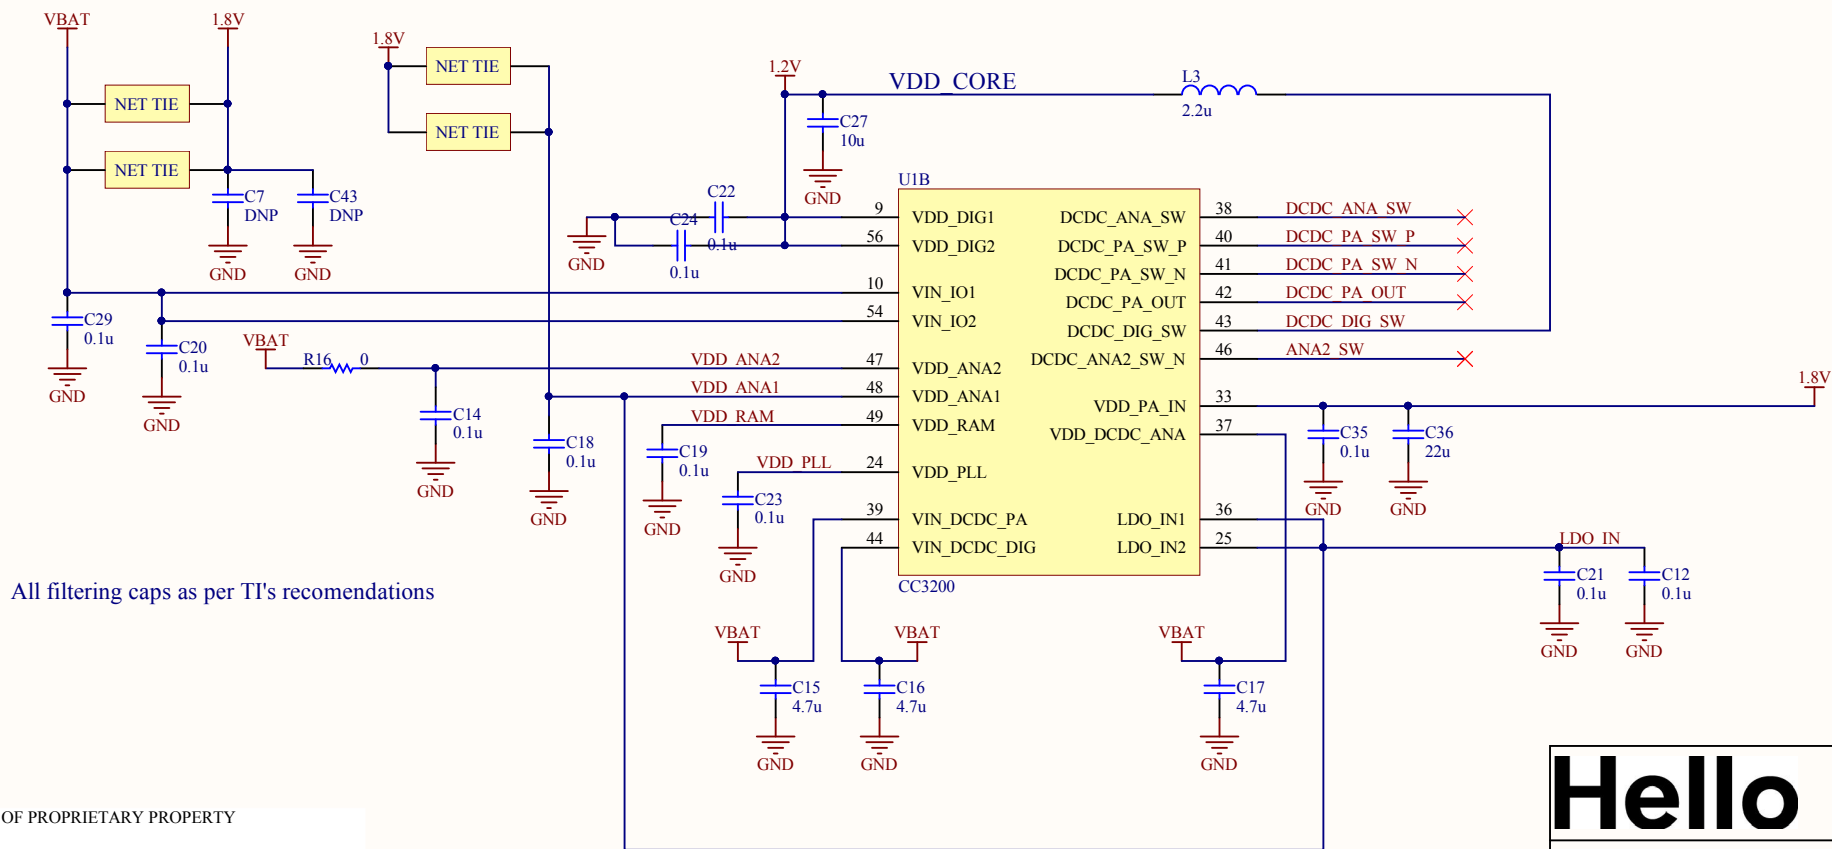 VBAT
1.8V
NET TIE
NET TIE
C7
DNP
C43
DNP
GND
GND
1.8V
NET TIE
NET TIE
1.2V
VDD_CORE
L3
2.2u
C27
10u
GND
C22
0.1u
C24
0.1u
GND
U1B
9
VDD_DIG1
56
VDD_DIG2
10
VIN_IO1
54
VIN_IO2
47
VDD_ANA2
48
VDD_ANA1
49
VDD_RAM
24
VDD_PLL
39
VIN_DCDC_PA
44
VIN_DCDC_DIG
DCDC_ANA_SW
38
DCDC_ANA_SW
DCDC_PA_SW_P
40
DCDC_PA_SW_P
DCDC_PA_SW_N
41
DCDC_PA_SW_N
DCDC_PA_OUT
42
DCDC_PA_OUT
DCDC_DIG_SW
43
DCDC_DIG_SW
DCDC_ANA2_SW_N
46
ANA2_SW
VDD_PA_IN
33
VDD_DCDC_ANA
37
LDO_IN1
36
LDO_IN2
25
CC3200
C29
0.1u
GND
C20
0.1u
GND
VBAT
R16
0
VDD_ANA2
VDD_ANA1
VDD_RAM
VDD_PLL
C14
0.1u
GND
C18
0.1u
GND
C19
0.1u
GND
C23
0.1u
GND
1.8V
C35
0.1u
GND
C36
22u
GND
LDO_IN
C21
0.1u
GND
C12
0.1u
GND
All filtering caps as per TI's recomendations
VBAT
C15
4.7u
GND
VBAT
C16
4.7u
GND
VBAT
C17
4.7u
GND
OF PROPRIETARY PROPERTY
Hello